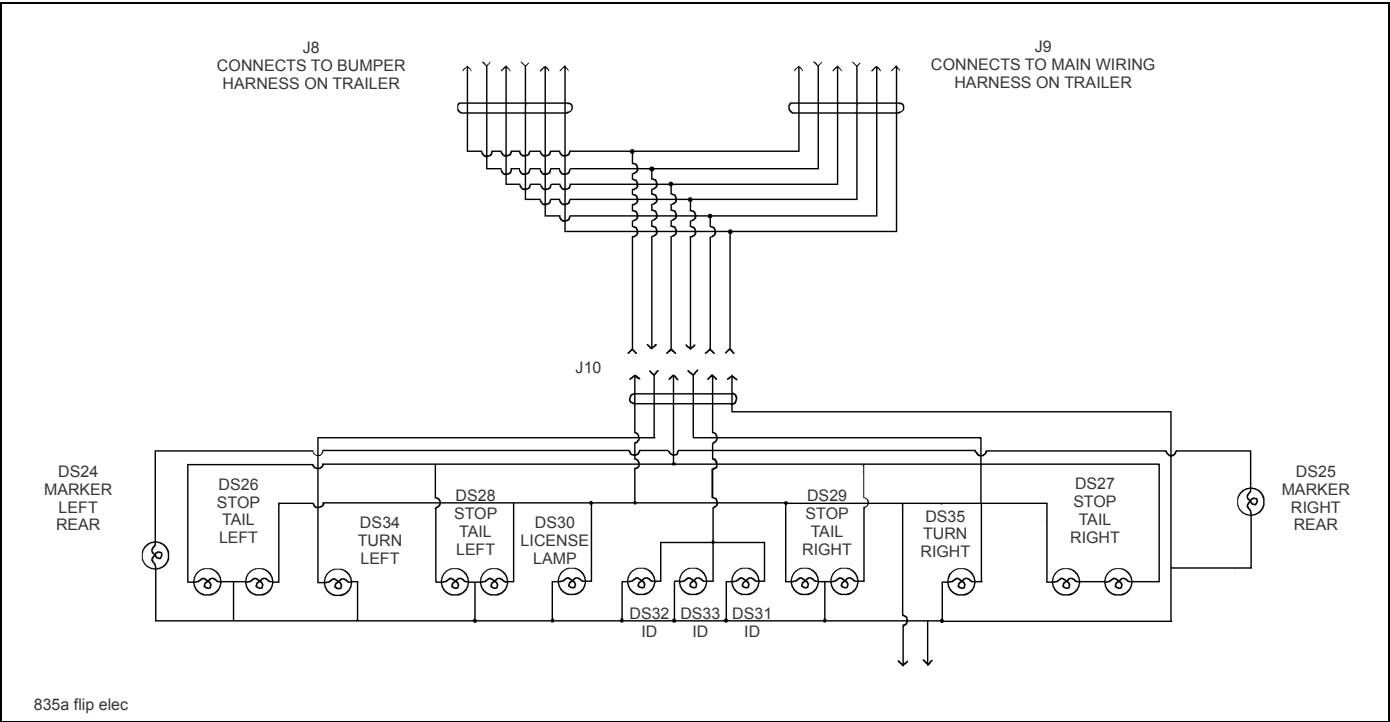 J8
CONNECTS TO BUMPER
HARNESS ON TRAILER
J9
CONNECTS TO MAIN WIRING
HARNESS ON TRAILER
J10
DS24
MARKER
LEFT
REAR
DS26
STOP
TAIL
LEFT
DS34
TURN
LEFT
DS28
STOP
TAIL
LEFT
DS30
LICENSE
LAMP
DS32
ID
DS33
ID
DS31
ID
DS29
STOP
TAIL
RIGHT
DS35
TURN
RIGHT
DS27
STOP
TAIL
RIGHT
DS25
MARKER
RIGHT
REAR
835a flip elec